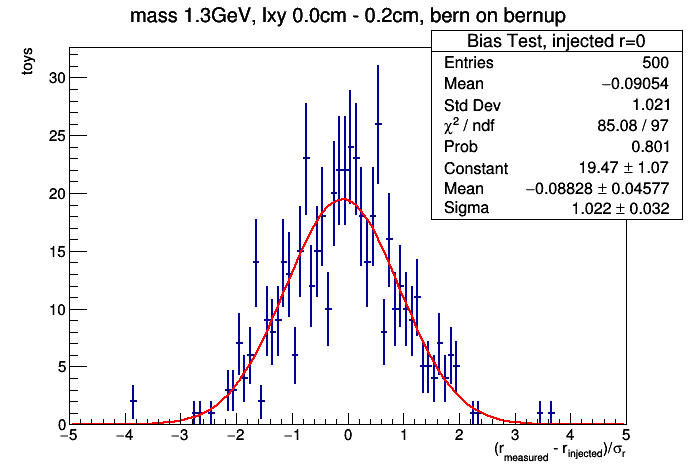 mass 1.3GeV, lxy 0.0cm - 0.2cm, bern on bernup
Bias Test, injected r=0
Entries 500
Mean −0.09054
Std Dev 1.021
χ² / ndf 85.08 / 97
Prob 0.801
Constant 19.47 ± 1.07
Mean −0.08828 ± 0.04577
Sigma 1.022 ± 0.032
toys
30
25
20
15
10
5
0
−5 −4 −3 −2 −1 0 1 2 3 4 5
(r_measured - r_injected)/σ_r